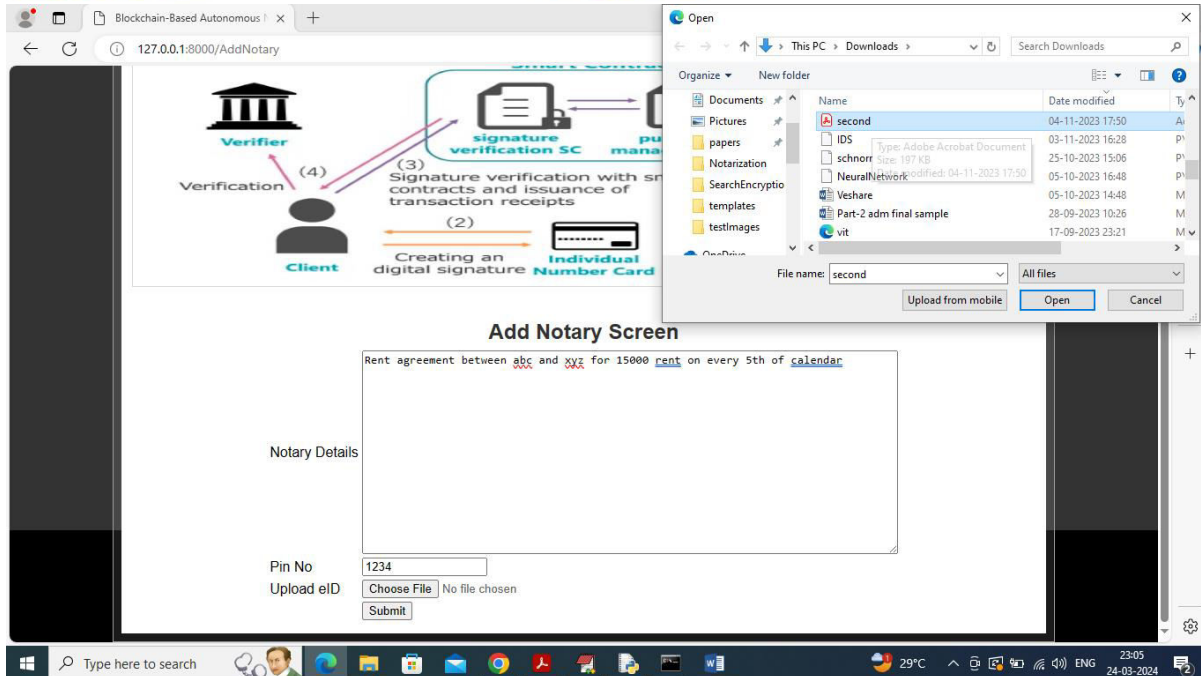 Blockchain-Based Autonomous
127.0.0.1:8000/AddNotary
Verifier
signature
verification SC
(4)
Verification
(3)
Signature verification with
contracts and issuance of
transaction receipts
(2)
Client
Creating an
digital signature
Individual
Number Card
Open
This PC > Downloads >
Search Downloads
Organize
New folder
Documents
Pictures
papers
Notarization
SearchEncryptio
templates
testImages
OneDrive
Name Date modified
second 04-11-2023 17:50
IDS 03-11-2023 16:28
25-10-2023 15:06
NeuralNetwork 05-10-2023 16:48
Veshare 05-10-2023 14:48
Part-2 adm final sample 28-09-2023 10:26
vit 17-09-2023 23:21
Type: Adobe Acrobat Document
Size: 197 KB
04-11-2023 17:50
File name: second
All files
Upload from mobile
Open
Cancel
Add Notary Screen
Notary Details
Rent agreement between abc and xyz for 15000 rent on every 5th of calendar
Pin No 1234
Upload eID Choose File No file chosen
Submit
Type here to search
29°C
ENG
23:05
24-03-2024
2